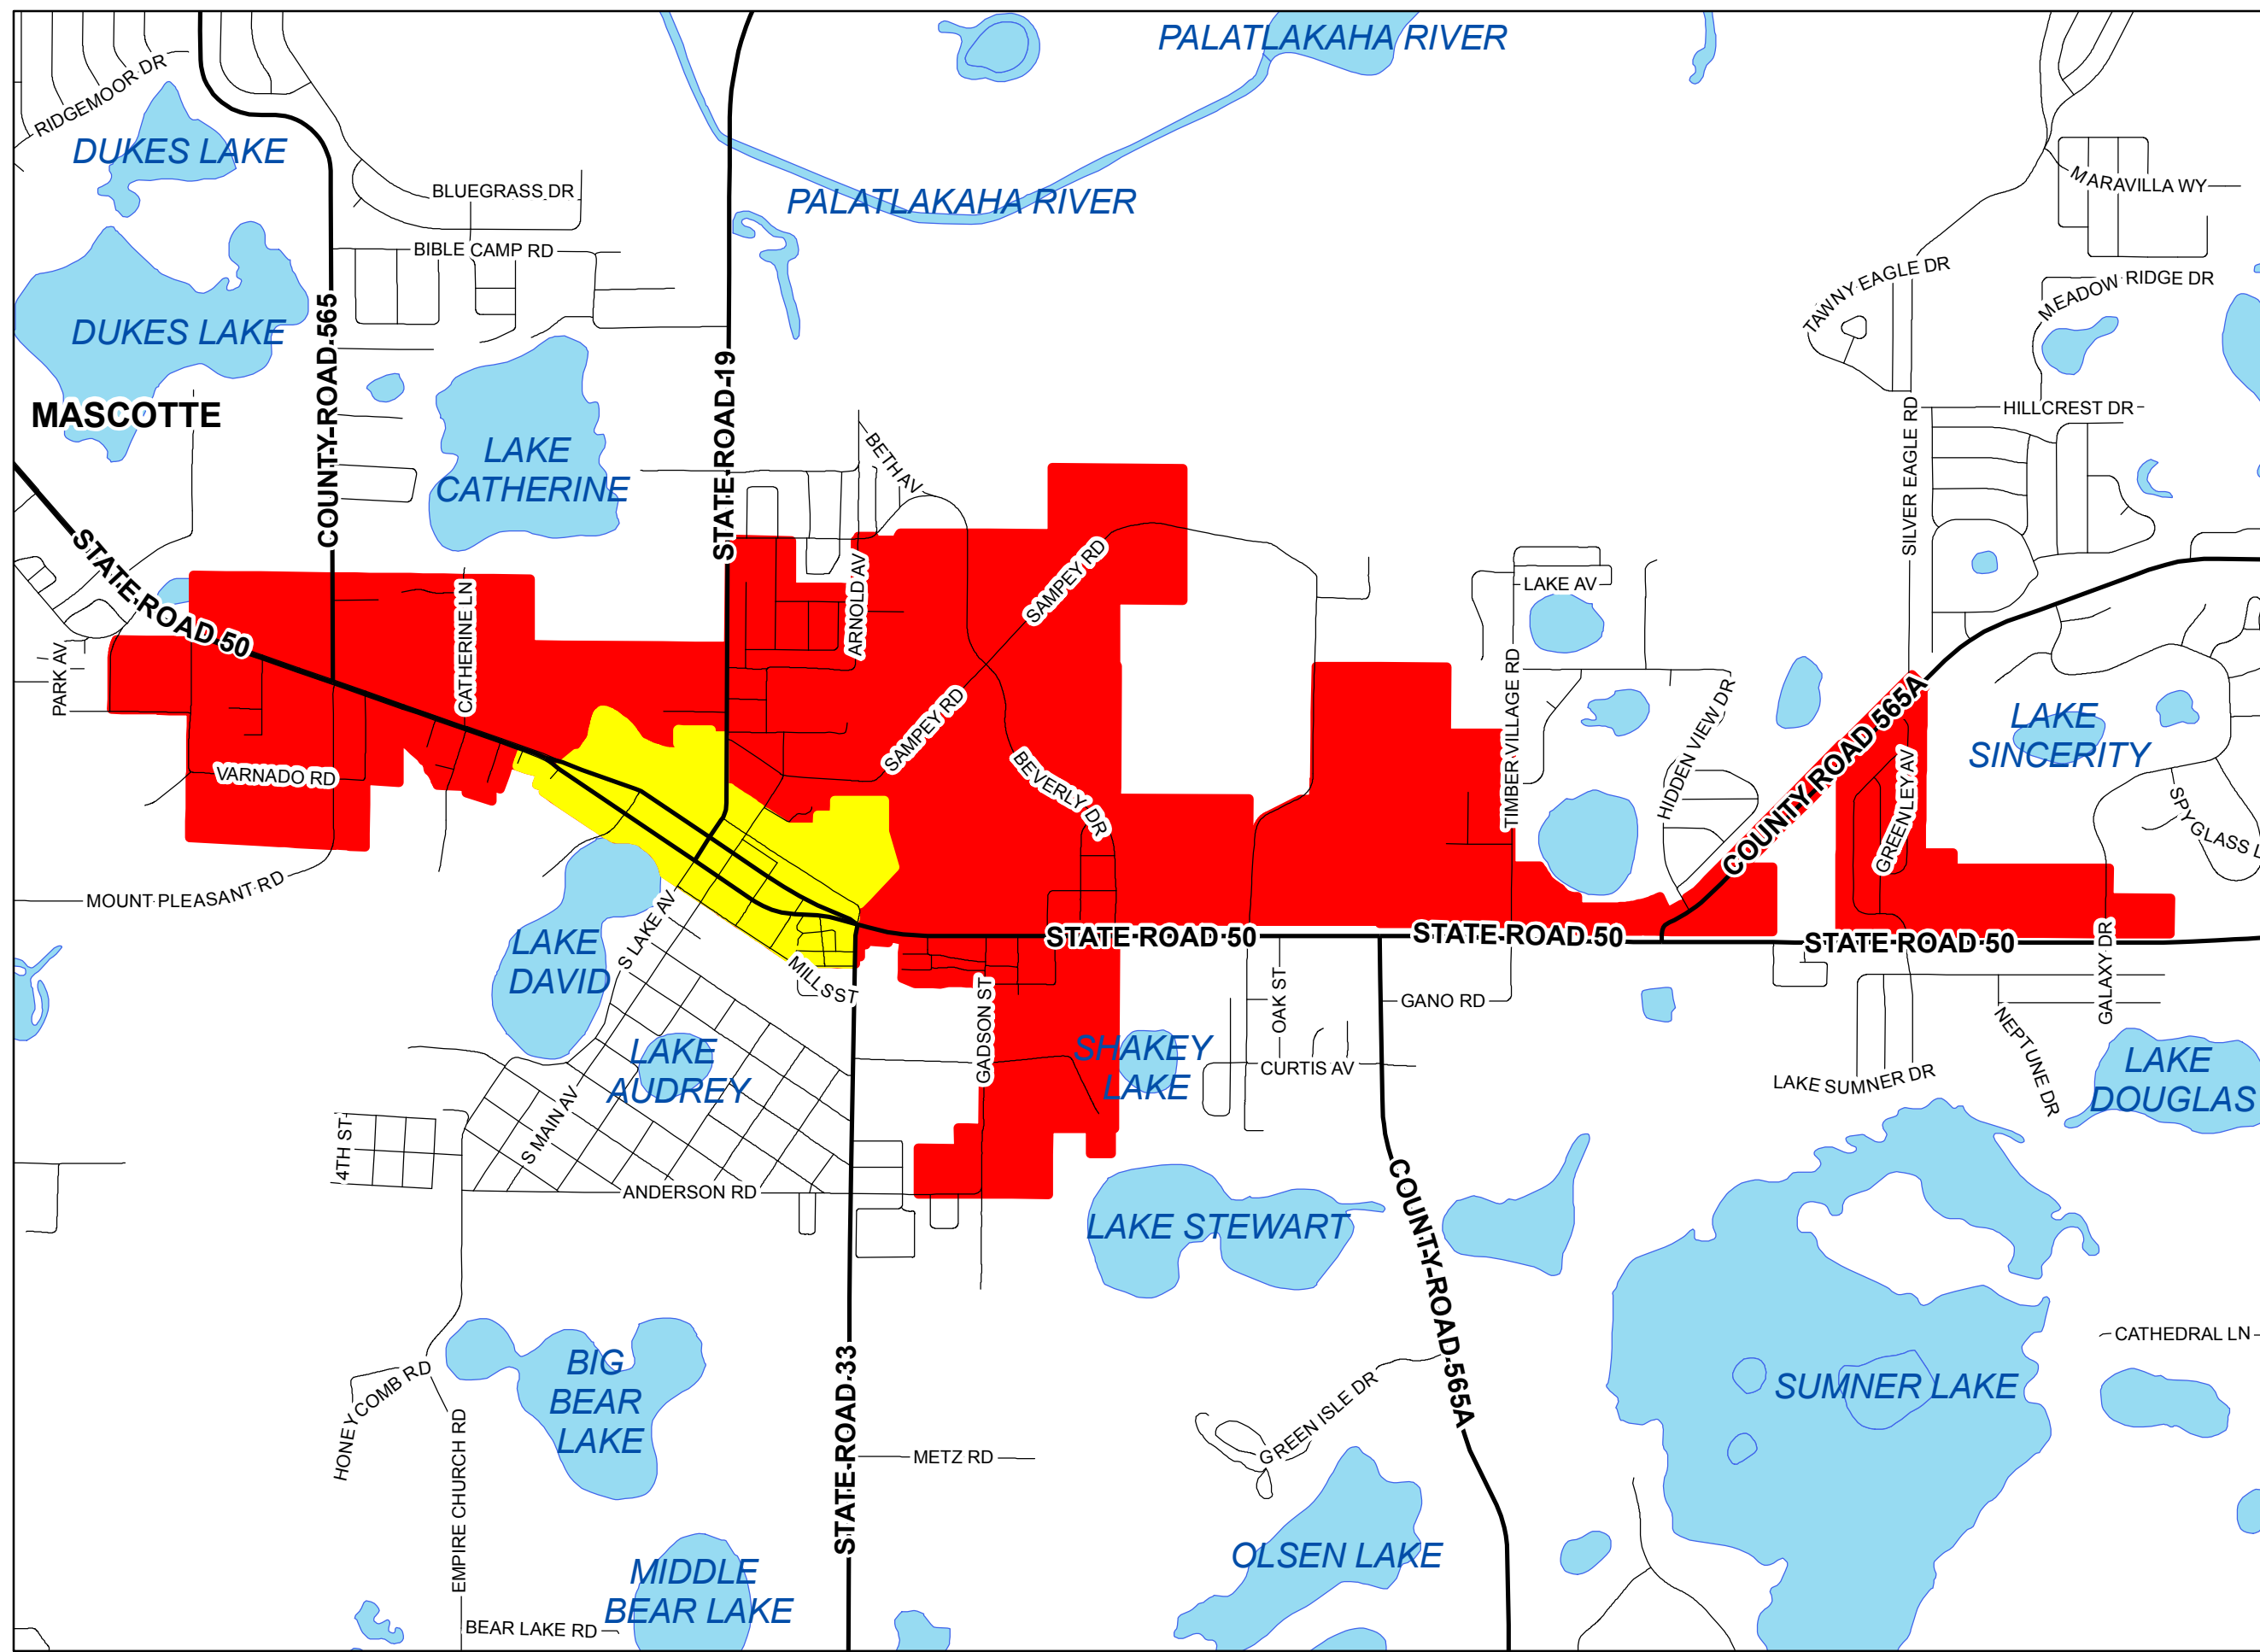 PALATLAKAHA RIVER
RIDGEMOOR DR
DUKES LAKE
MARAVILLA WY
BLUEGRASS DR
PALATLAKAHA RIVER
BIBLE CAMP RD
TAWNY EAGLE DR
MEADOW RIDGE DR
DUKES LAKE
COUNTY ROAD 565
STATE ROAD 19
MASCOTTE
HILLCREST DR
LAKE
CATHERINE
BETH AV
SILVER EAGLE RD
STATE ROAD 50
SAMPEY RD
LAKE AV
ARNOLD AV
CATHERINE LN
PARK AV
TIMBER VILLAGE RD
HIDDEN VIEW DR
COUNTY ROAD 565A
LAKE
SINCERITY
SAMPEY RD
VARNADO RD
BEVERLY DR
GREENLEY AV
SPYGLASS L
MOUNT PLEASANT RD
S LAKE AV
STATE ROAD 50
STATE ROAD 50
STATE ROAD 50
LAKE
DAVID
MILLS ST
GALAXY DR
OAK ST
GANO RD
GADSON ST
NEPTUNE DR
LAKE
AUDREY
SHAKEY
LAKE
CURTIS AV
LAKE SUMNER DR
LAKE
DOUGLAS
S MAIN AV
4TH ST
ANDERSON RD
LAKE STEWART
COUNTY ROAD 565A
CATHEDRAL LN
BIG
BEAR
LAKE
HONEY COMB RD
STATE ROAD 33
SUMNER LAKE
GREEN ISLE DR
METZ RD
EMPIRE CHURCH RD
OLSEN LAKE
MIDDLE
BEAR LAKE
BEAR LAKE RD